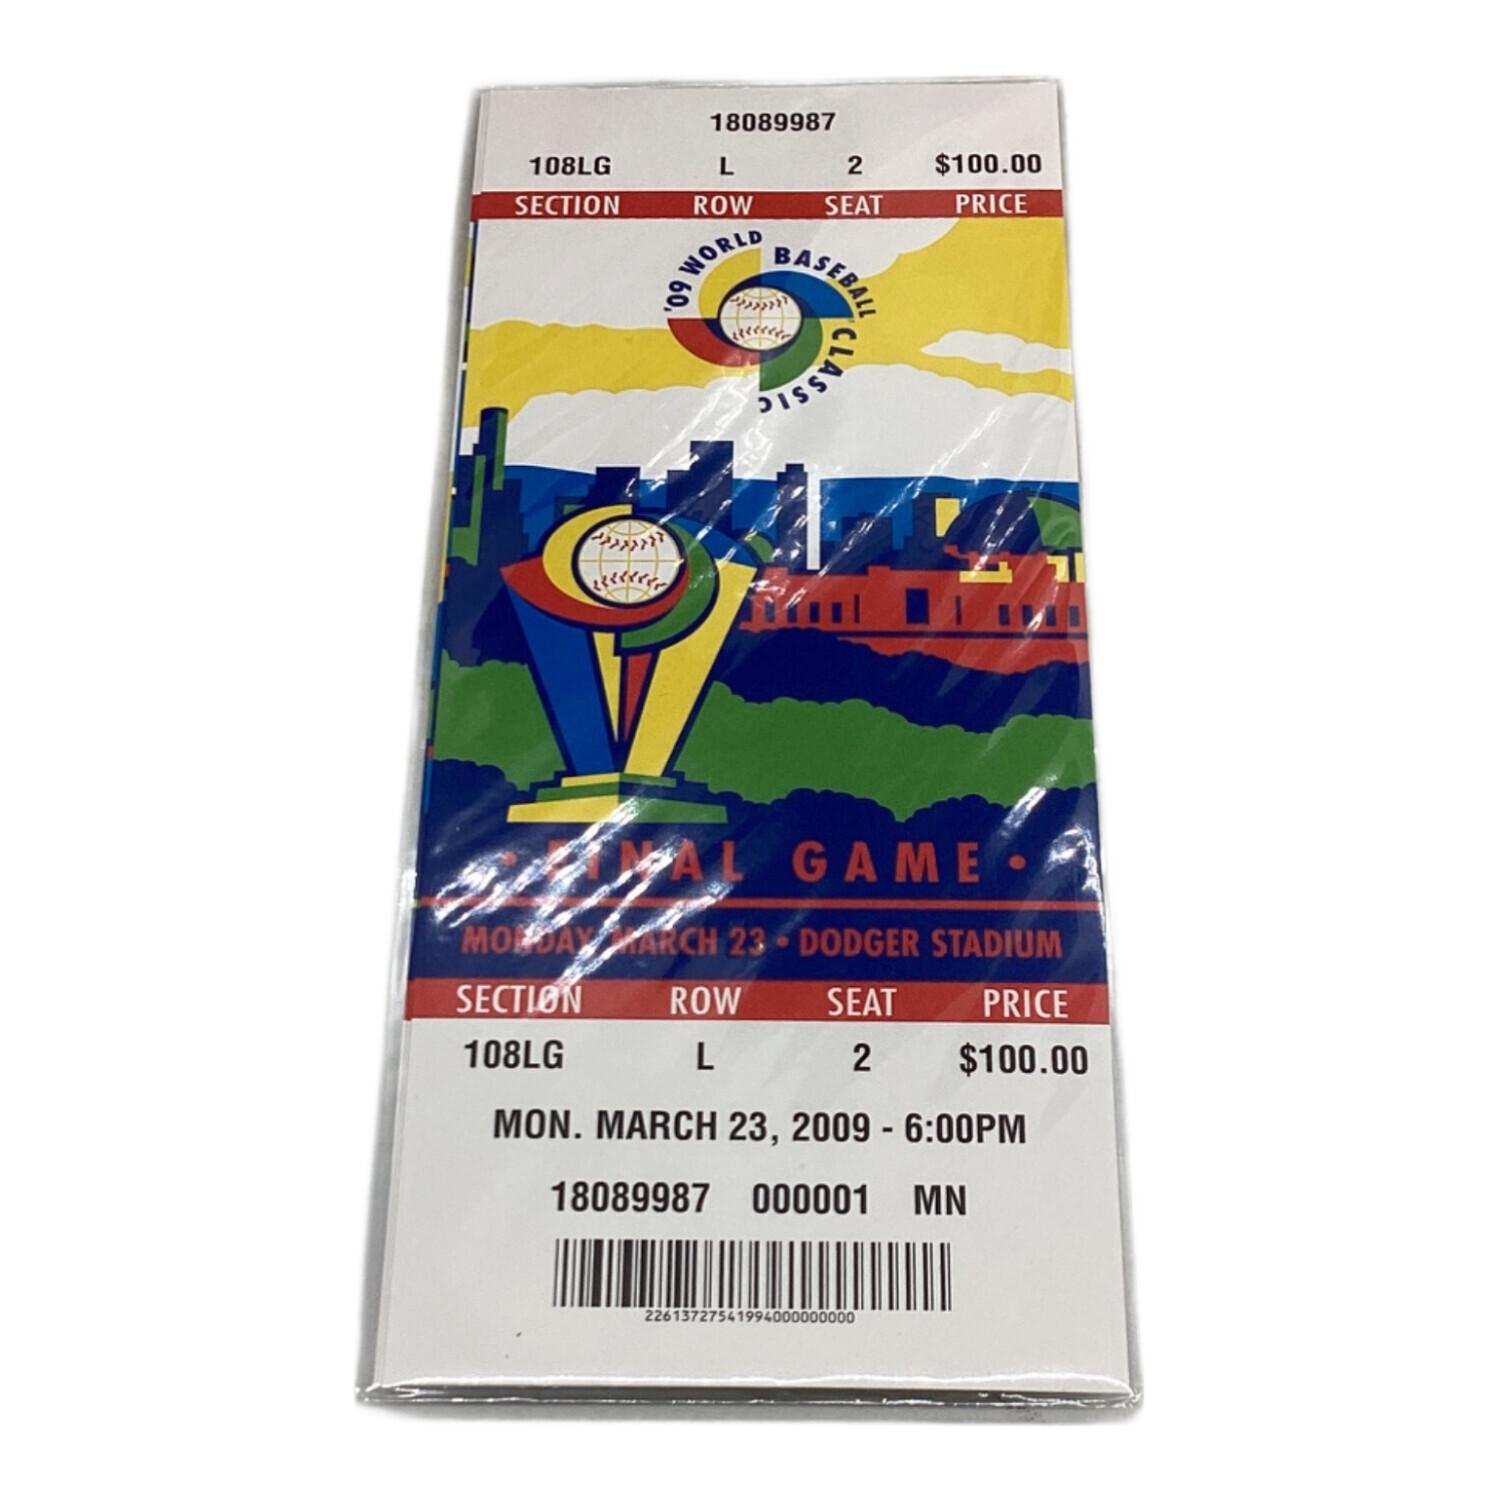 18089987
108LG L 2 $100.00
SECTION ROW SEAT PRICE
'09 WORLD BASEBALL CLASSIC
• FINAL GAME •
MONDAY, MARCH 23 • DODGER STADIUM
SECTION ROW SEAT PRICE
108LG L 2 $100.00
MON. MARCH 23, 2009 - 6:00PM
18089987 000001 MN
22613727541994000000000